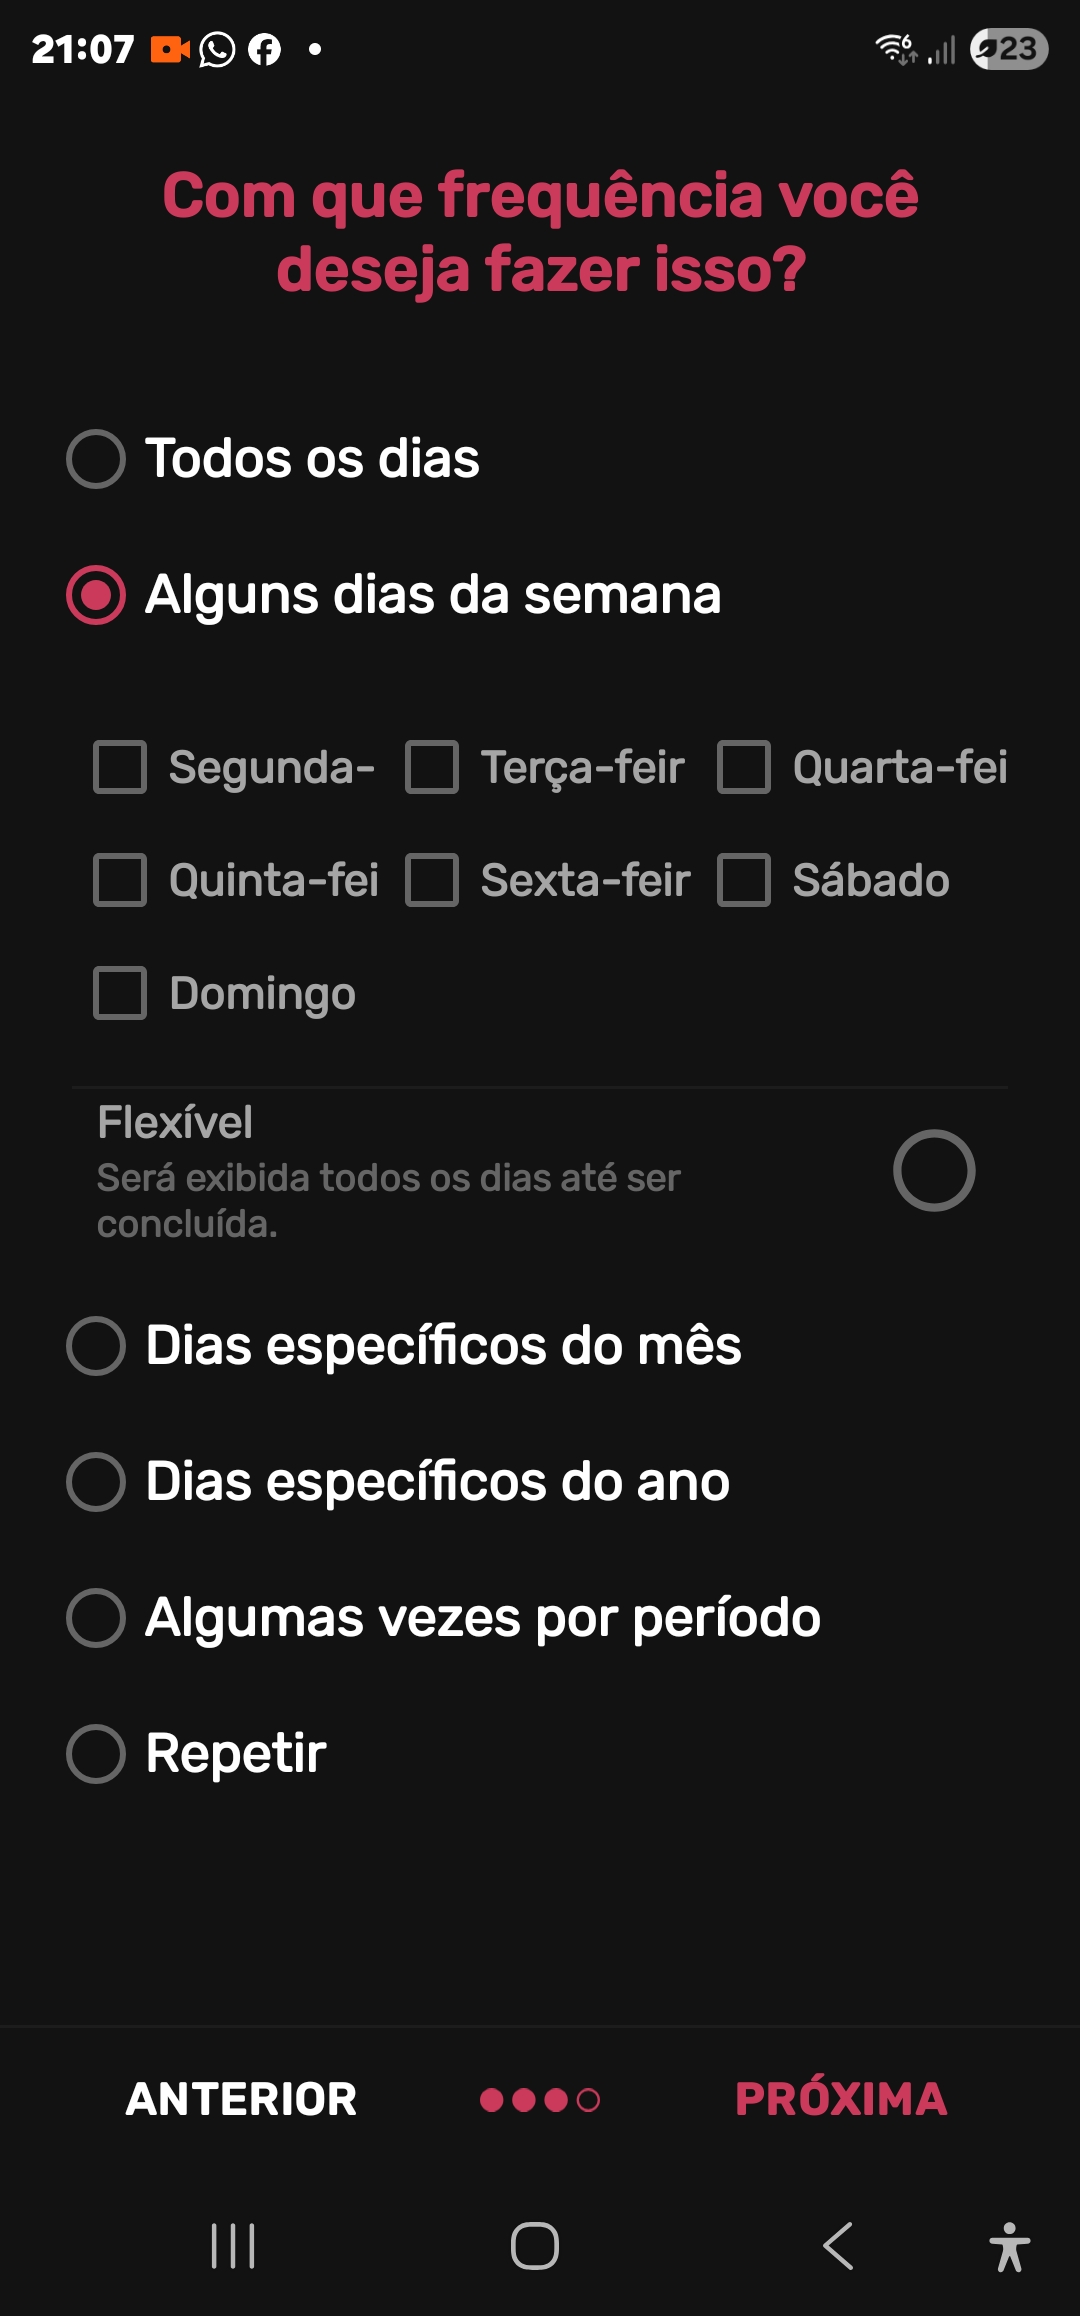 21:07
6
23
Com que frequência você
deseja fazer isso?
Todos os dias
Alguns dias da semana
Segunda- Terça-feir Quarta-fei
Quinta-fei Sexta-feir Sábado
Domingo
Flexível
Será exibida todos os dias até ser
concluída.
Dias específicos do mês
Dias específicos do ano
Algumas vezes por período
Repetir
ANTERIOR PRÓXIMA